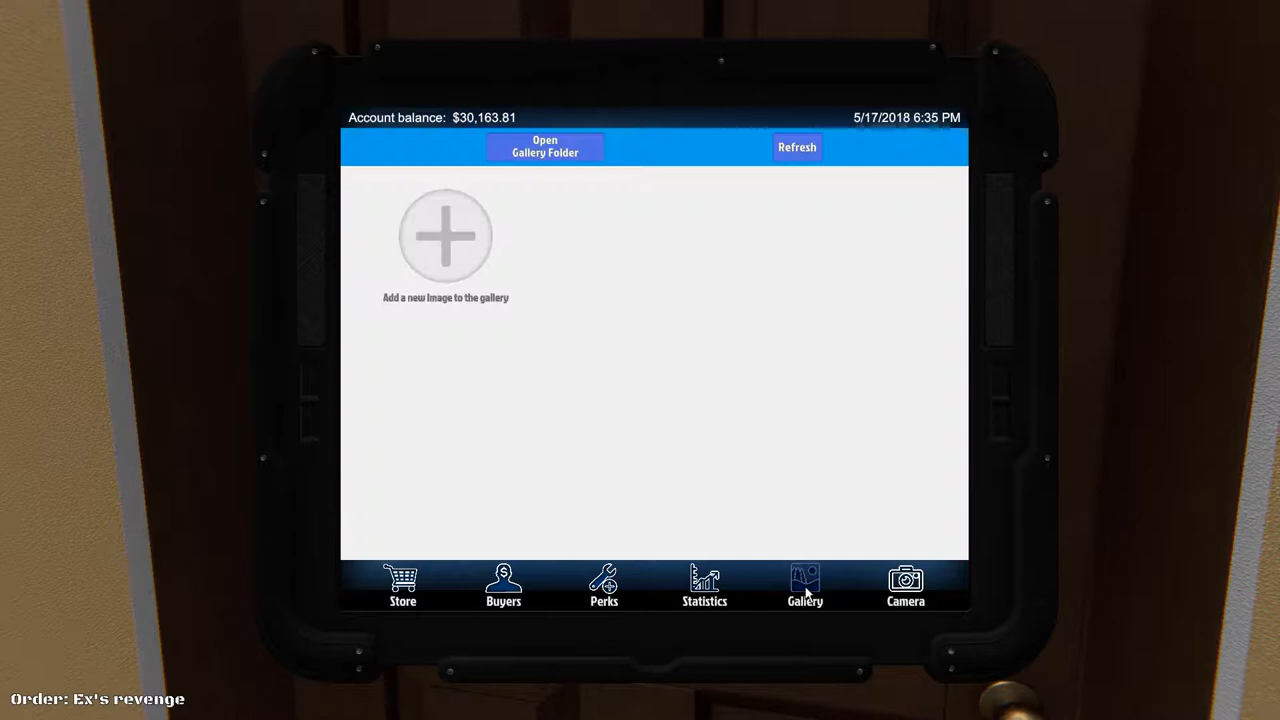 Account balance: $30,163.81
5/17/2018 6:35 PM
Open
Gallery Folder
Refresh
Add a new image to the gallery
Store
Buyers
Perks
Statistics
Gallery
Camera
Order: Ex's revenge